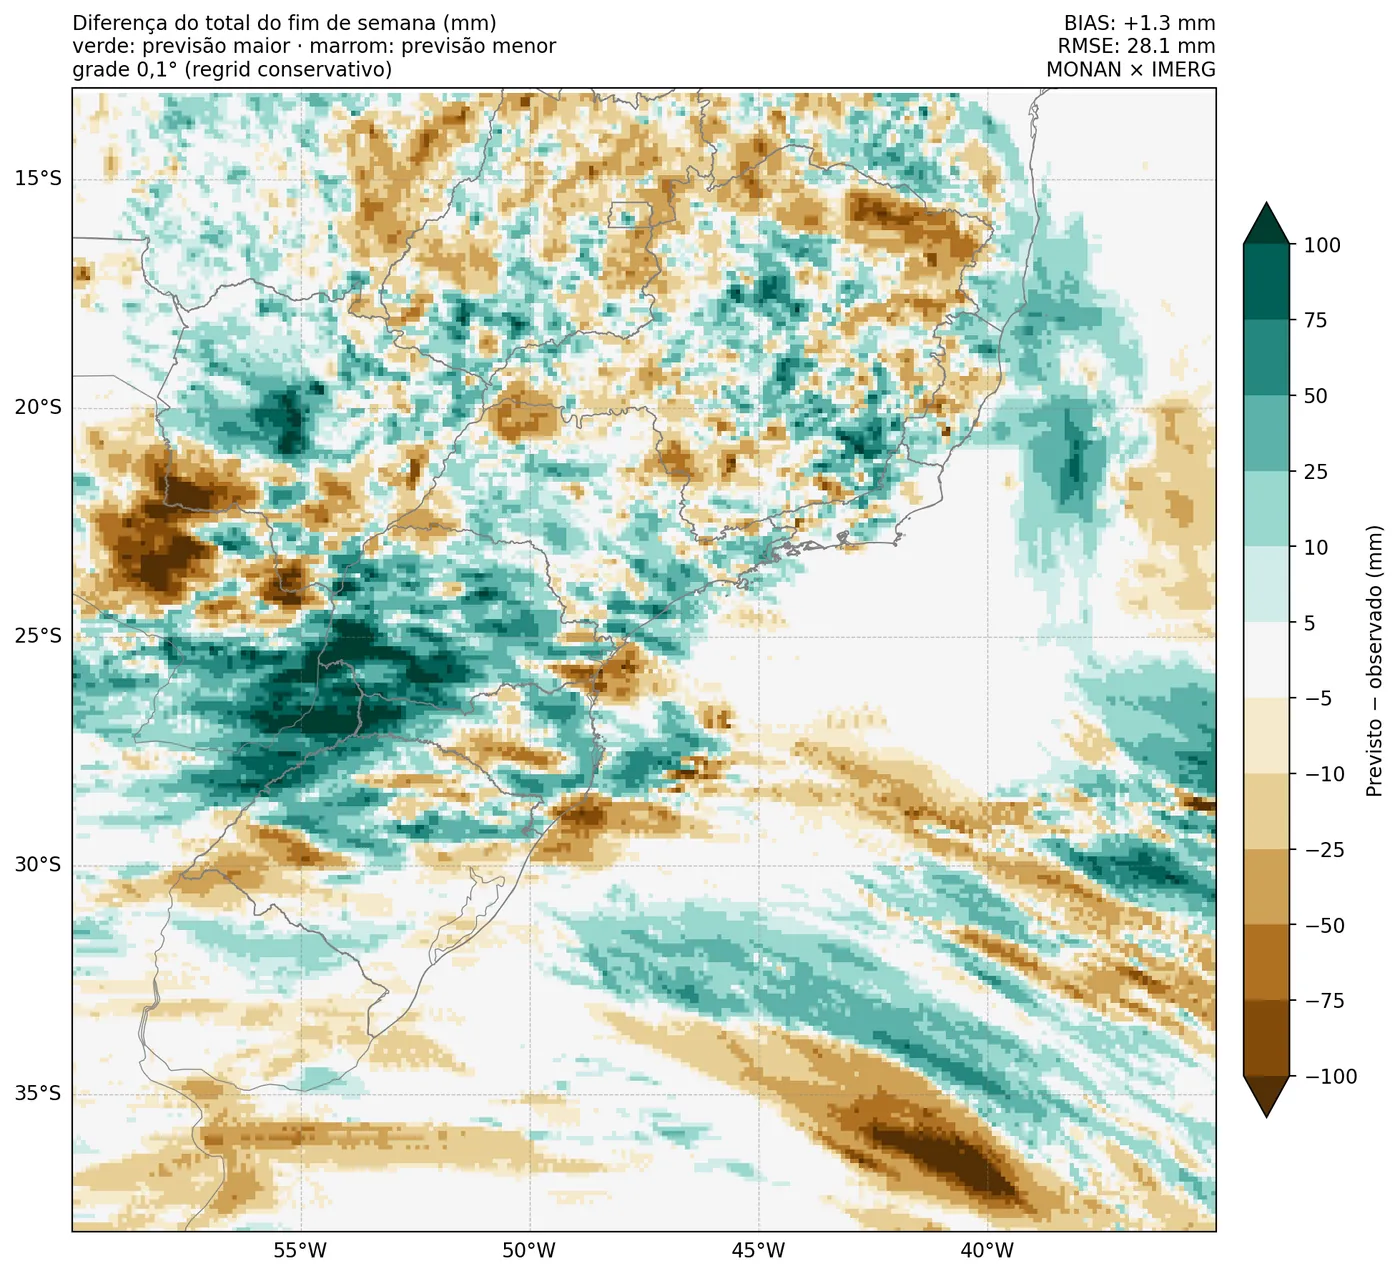 Diferença do total do fim de semana (mm)
verde: previsão maior · marrom: previsão menor
grade 0,1° (regrid conservativo)
BIAS: +1.3 mm
RMSE: 28.1 mm
MONAN × IMERG
15°S
20°S
25°S
30°S
35°S
55°W
50°W
45°W
40°W
100
75
50
25
10
5
−5
−10
−25
−50
−75
−100
Previsto − observado (mm)